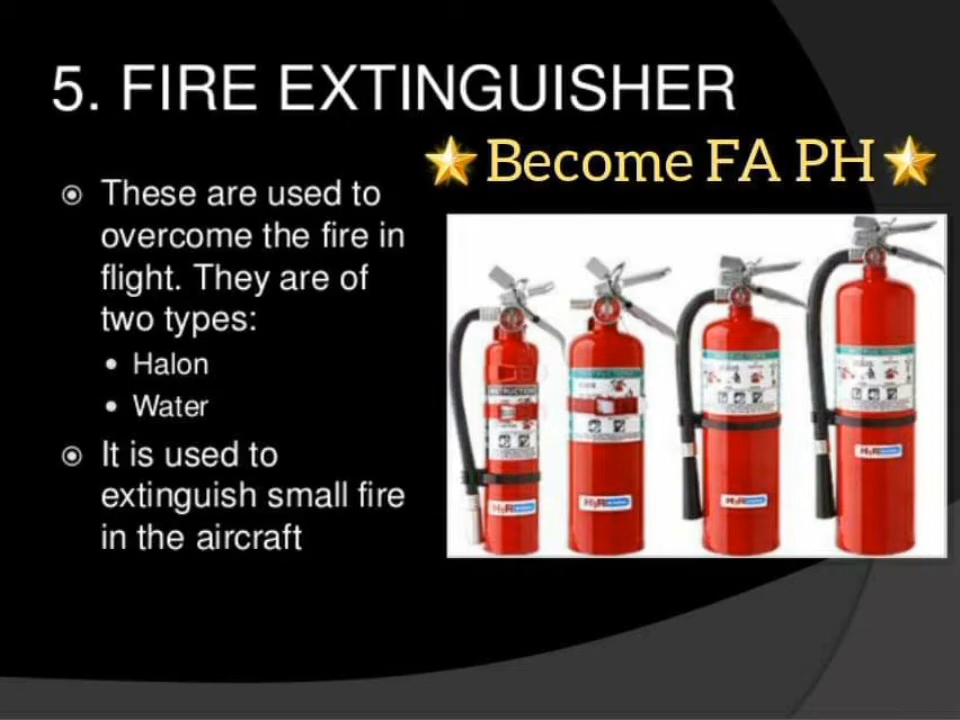 5. FIRE EXTINGUISHER
Become FA PH
These are used to
overcome the fire in
flight. They are of
two types:
Halon
Water
It is used to
extinguish small fire
in the aircraft